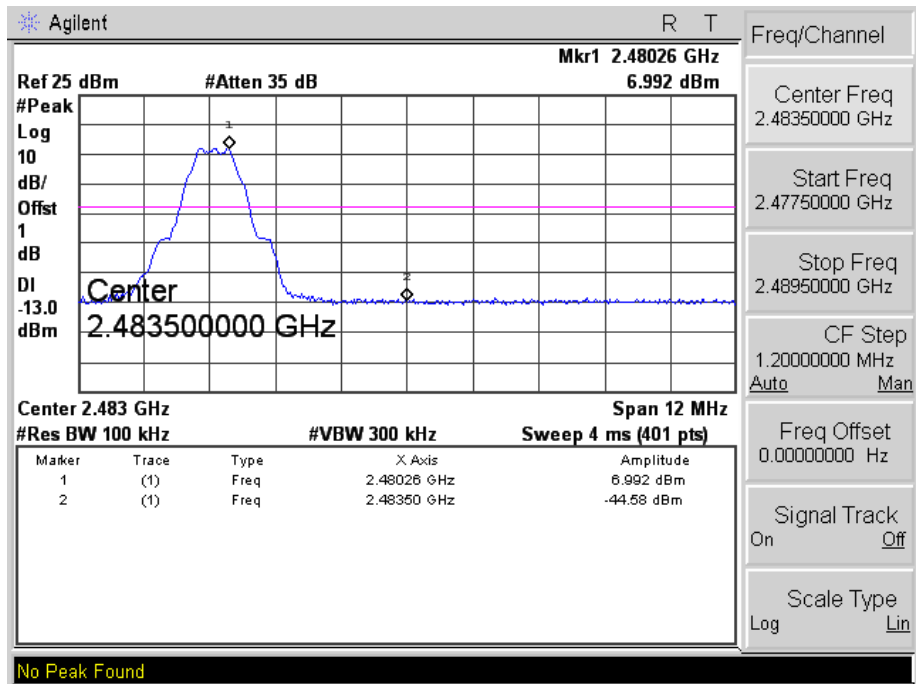 Agilent R T
Mkr1 2.48026 GHz
Ref 25 dBm #Atten 35 dB 6.992 dBm
#Peak
Log
10
dB/
Offst
1
dB
DI
-13.0
dBm
1
2
Center
2.483500000 GHz
Center 2.483 GHz Span 12 MHz
#Res BW 100 kHz #VBW 300 kHz Sweep 4 ms (401 pts)
Marker Trace Type X Axis Amplitude
1 (1) Freq 2.48026 GHz 6.992 dBm
2 (1) Freq 2.48350 GHz -44.58 dBm
No Peak Found
Freq/Channel
Center Freq
2.48350000 GHz
Start Freq
2.47750000 GHz
Stop Freq
2.48950000 GHz
CF Step
1.20000000 MHz
Auto Man
Freq Offset
0.00000000 Hz
Signal Track
On Off
Scale Type
Log Lin